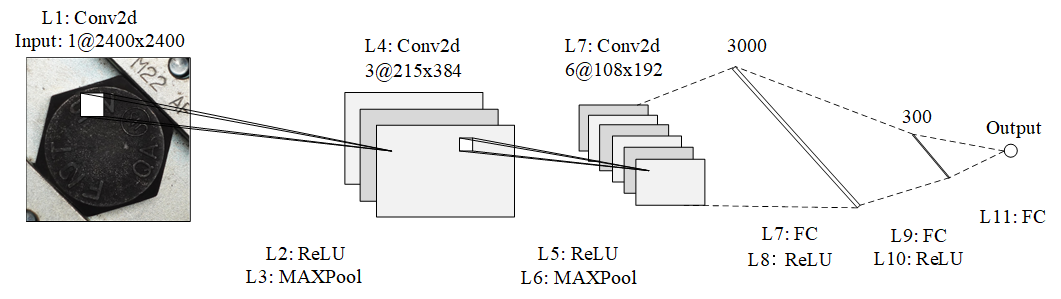 L1: Conv2d
Input: 1@2400x2400
L4: Conv2d
3@215x384
L7: Conv2d
6@108x192
3000
300
Output
M22
L2: ReLU
L3: MAXPool
L5: ReLU
L6: MAXPool
L7: FC
L8: ReLU
L9: FC
L10: ReLU
L11: FC